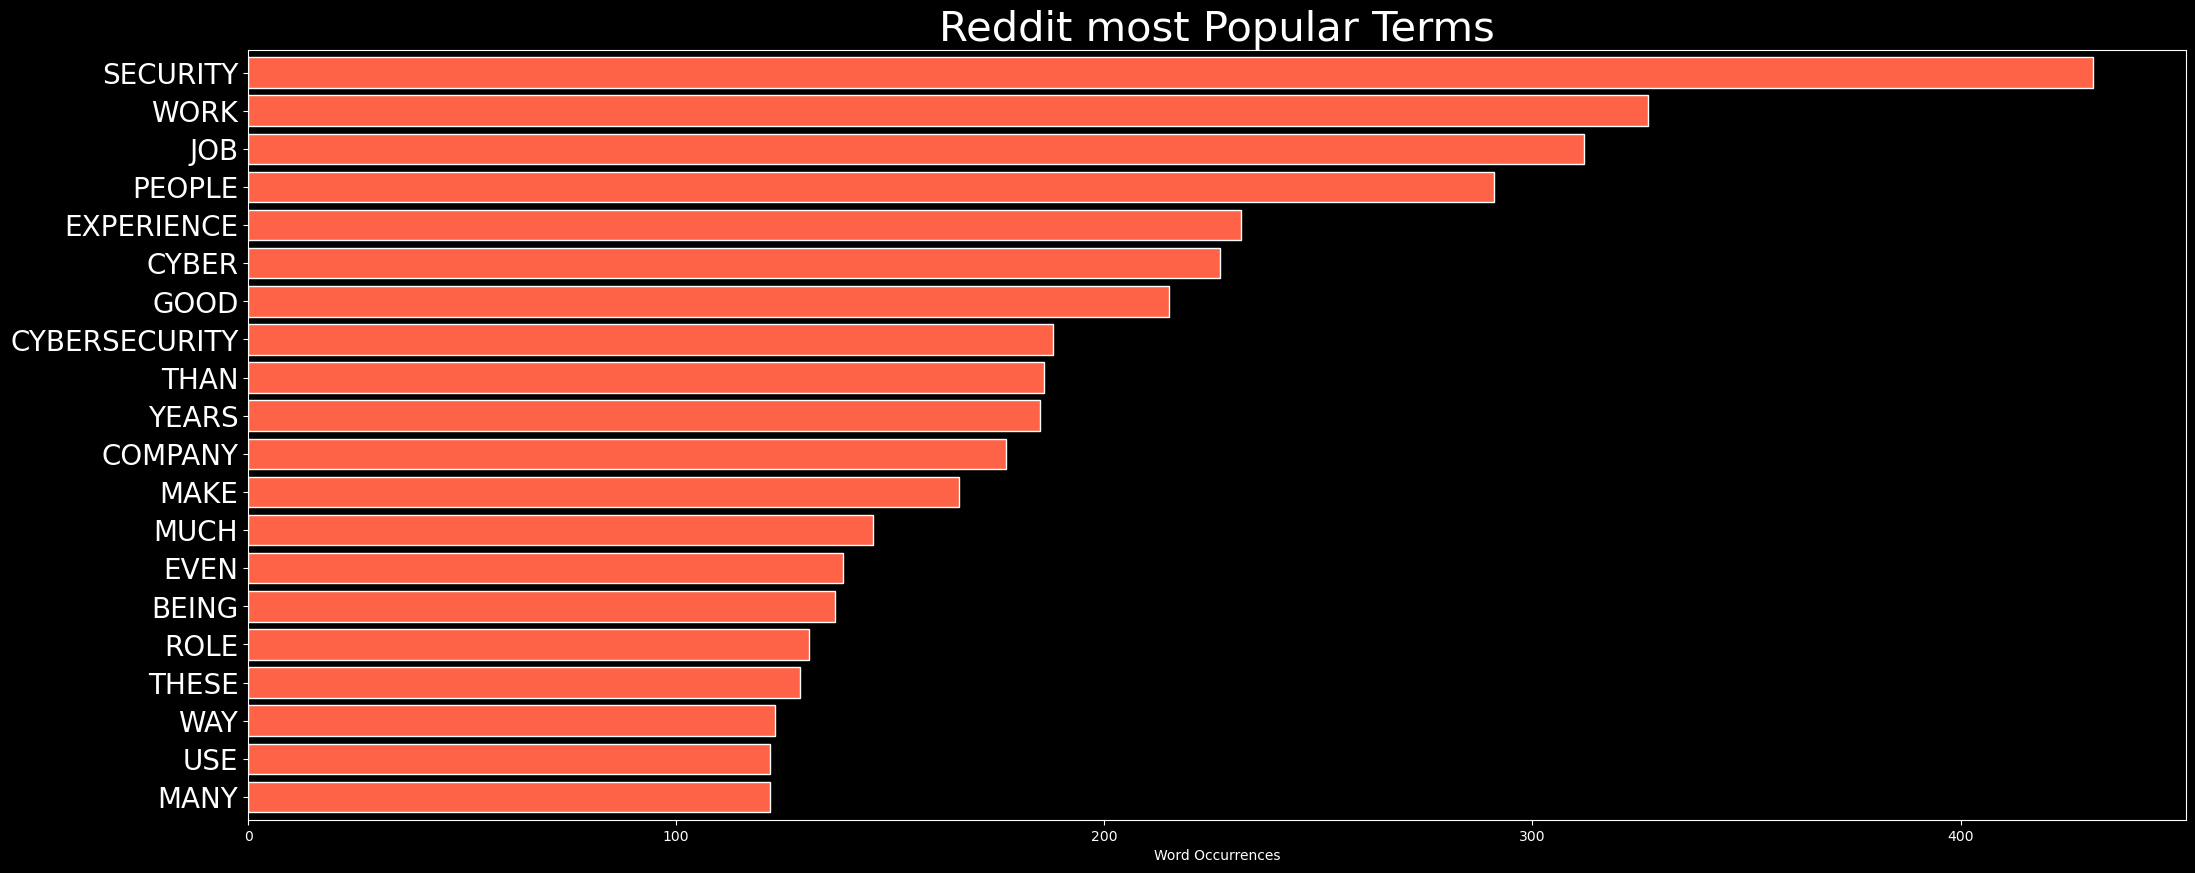 Reddit most Popular Terms
SECURITY
WORK
JOB
PEOPLE
EXPERIENCE
CYBER
GOOD
CYBERSECURITY
THAN
YEARS
COMPANY
MAKE
MUCH
EVEN
BEING
ROLE
THESE
WAY
USE
MANY
0 100 200 300 400
Word Occurrences